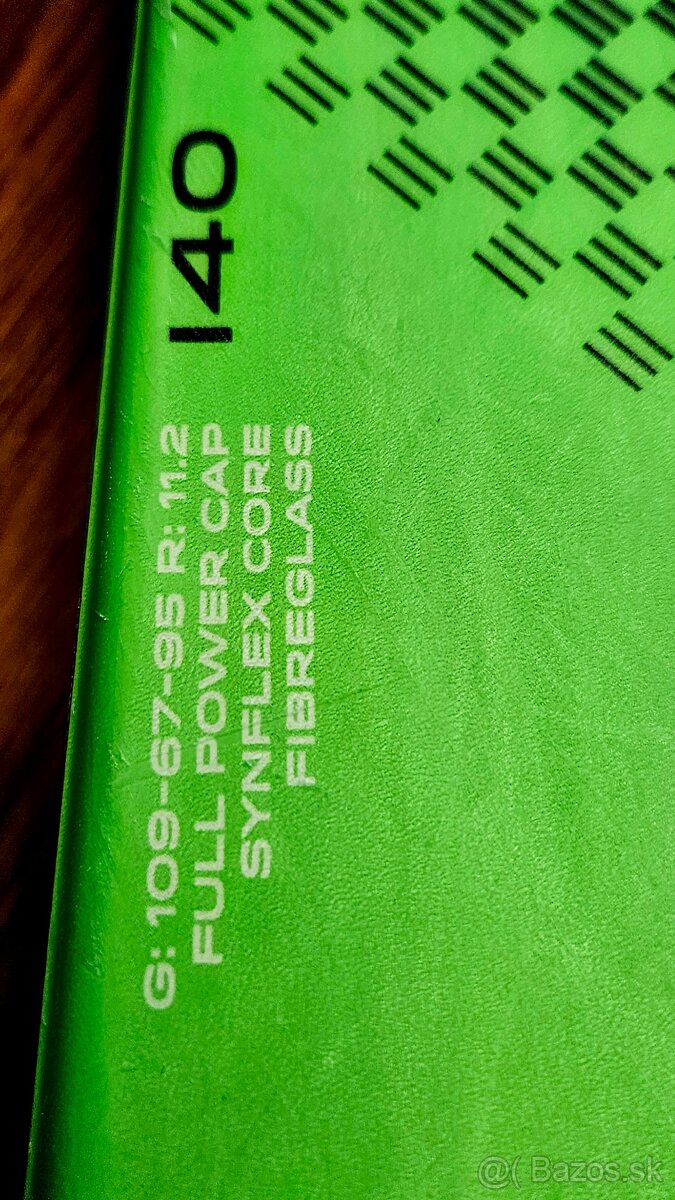 140
G: 109-67-95 R: 11.2
FULL POWER CAP
SYNFLEX CORE
FIBREGLASS
@( Bazos.sk